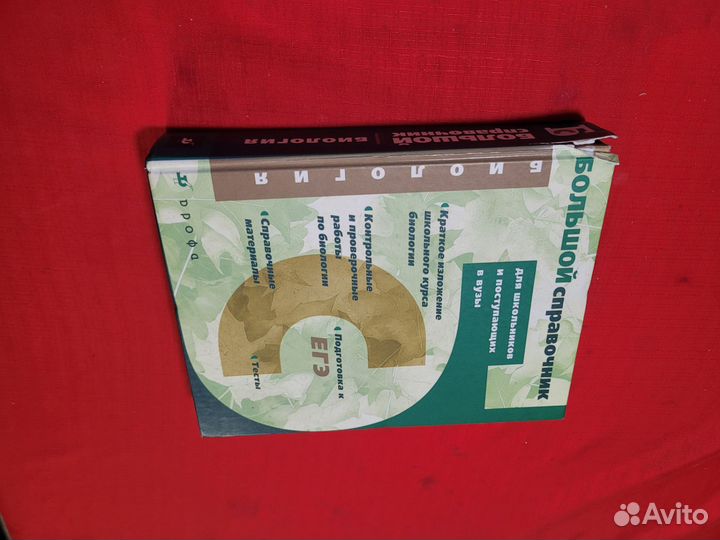 БОЛЬШОЙ справочник
Для школьников
и поступающих
в вузы
БИОЛОГИЯ
Краткое изложение
школьного курса
биологии
Контрольные
и проверочные
работы
по биологии
Справочные
материалы
Подготовка к
ЕГЭ
Тесты
дрофа
БОЛЬШОЙ
справочник
БИОЛОГИЯ
Avito